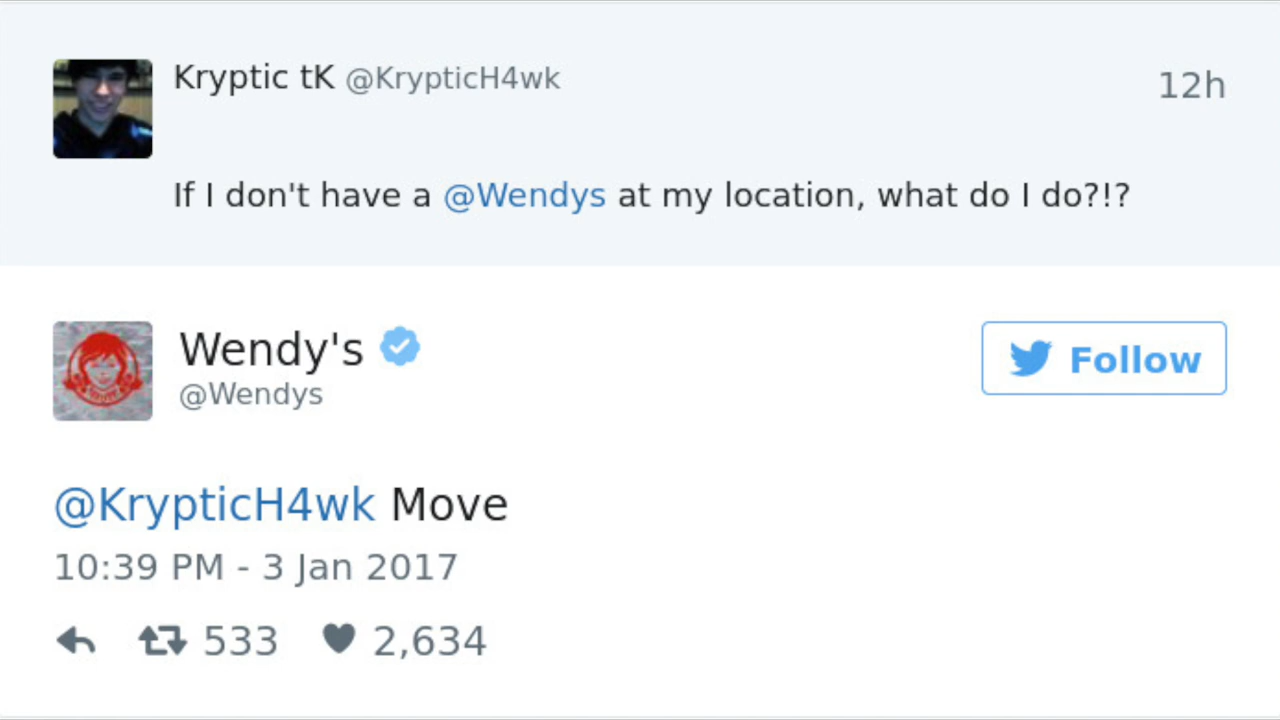 Kryptic tK @KrypticH4wk
12h
If I don't have a @Wendys at my location, what do I do?!?
Wendy's
@Wendys
Follow
@KrypticH4wk Move
10:39 PM - 3 Jan 2017
533 2,634